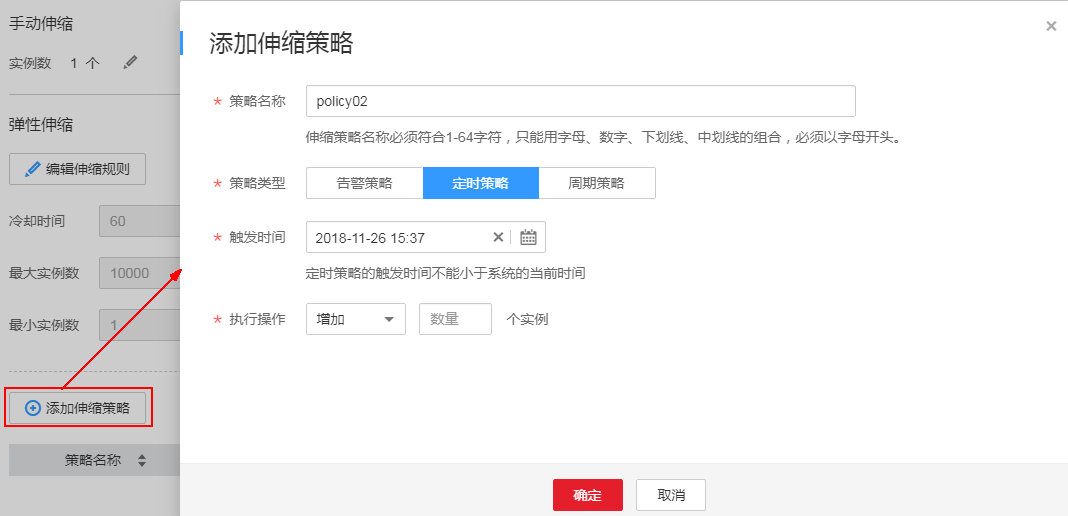 手动伸缩
实例数 1 个
弹性伸缩
编辑伸缩规则
冷却时间 60
最大实例数 10000
最小实例数 1
添加伸缩策略
策略名称
添加伸缩策略
* 策略名称 policy02
伸缩策略名称必须符合1-64字符，只能用字母、数字、下划线、中划线的组合，必须以字母开头。
* 策略类型 告警策略 定时策略 周期策略
* 触发时间 2018-11-26 15:37
定时策略的触发时间不能小于系统的当前时间
* 执行操作 增加 数量 个实例
确定 取消